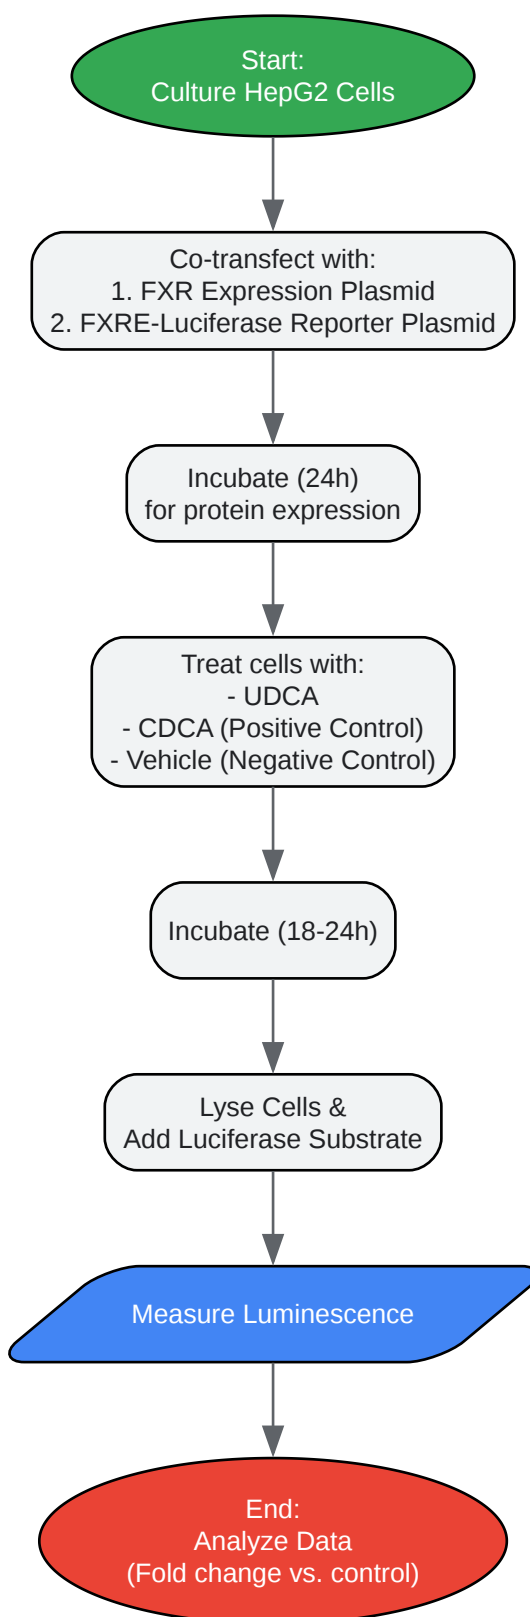 Start:
Culture HepG2 Cells
Co-transfect with:
1. FXR Expression Plasmid
2. FXRE-Luciferase Reporter Plasmid
Incubate (24h)
for protein expression
Treat cells with:
- UDCA
- CDCA (Positive Control)
- Vehicle (Negative Control)
Incubate (18-24h)
Lyse Cells &
Add Luciferase Substrate
Measure Luminescence
End:
Analyze Data
(Fold change vs. control)